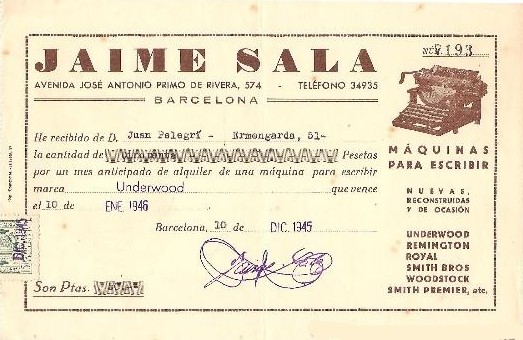 JAIME SALA
AVENIDA JOSÉ ANTONIO PRIMO DE RIVERA, 574 - TELÉFONO 34935
BARCELONA
193
He recibido de D. Juan Pelegrí - Ermengarda, 51-
la cantidad de Pesetas
por un mes anticipado de alquiler de una máquina para escribir
marca Underwood que vence
el 10 de ENE. 1946
Barcelona, 10 de DIC. 1945
Son Ptas.
DIC. 1945
MÁQUINAS
PARA ESCRIBIR
NUEVAS,
RECONSTRUIDAS
Y DE OCASIÓN
UNDERWOOD
REMINGTON
ROYAL
SMITH BROS
WOODSTOCK
SMITH PREMIER, etc.